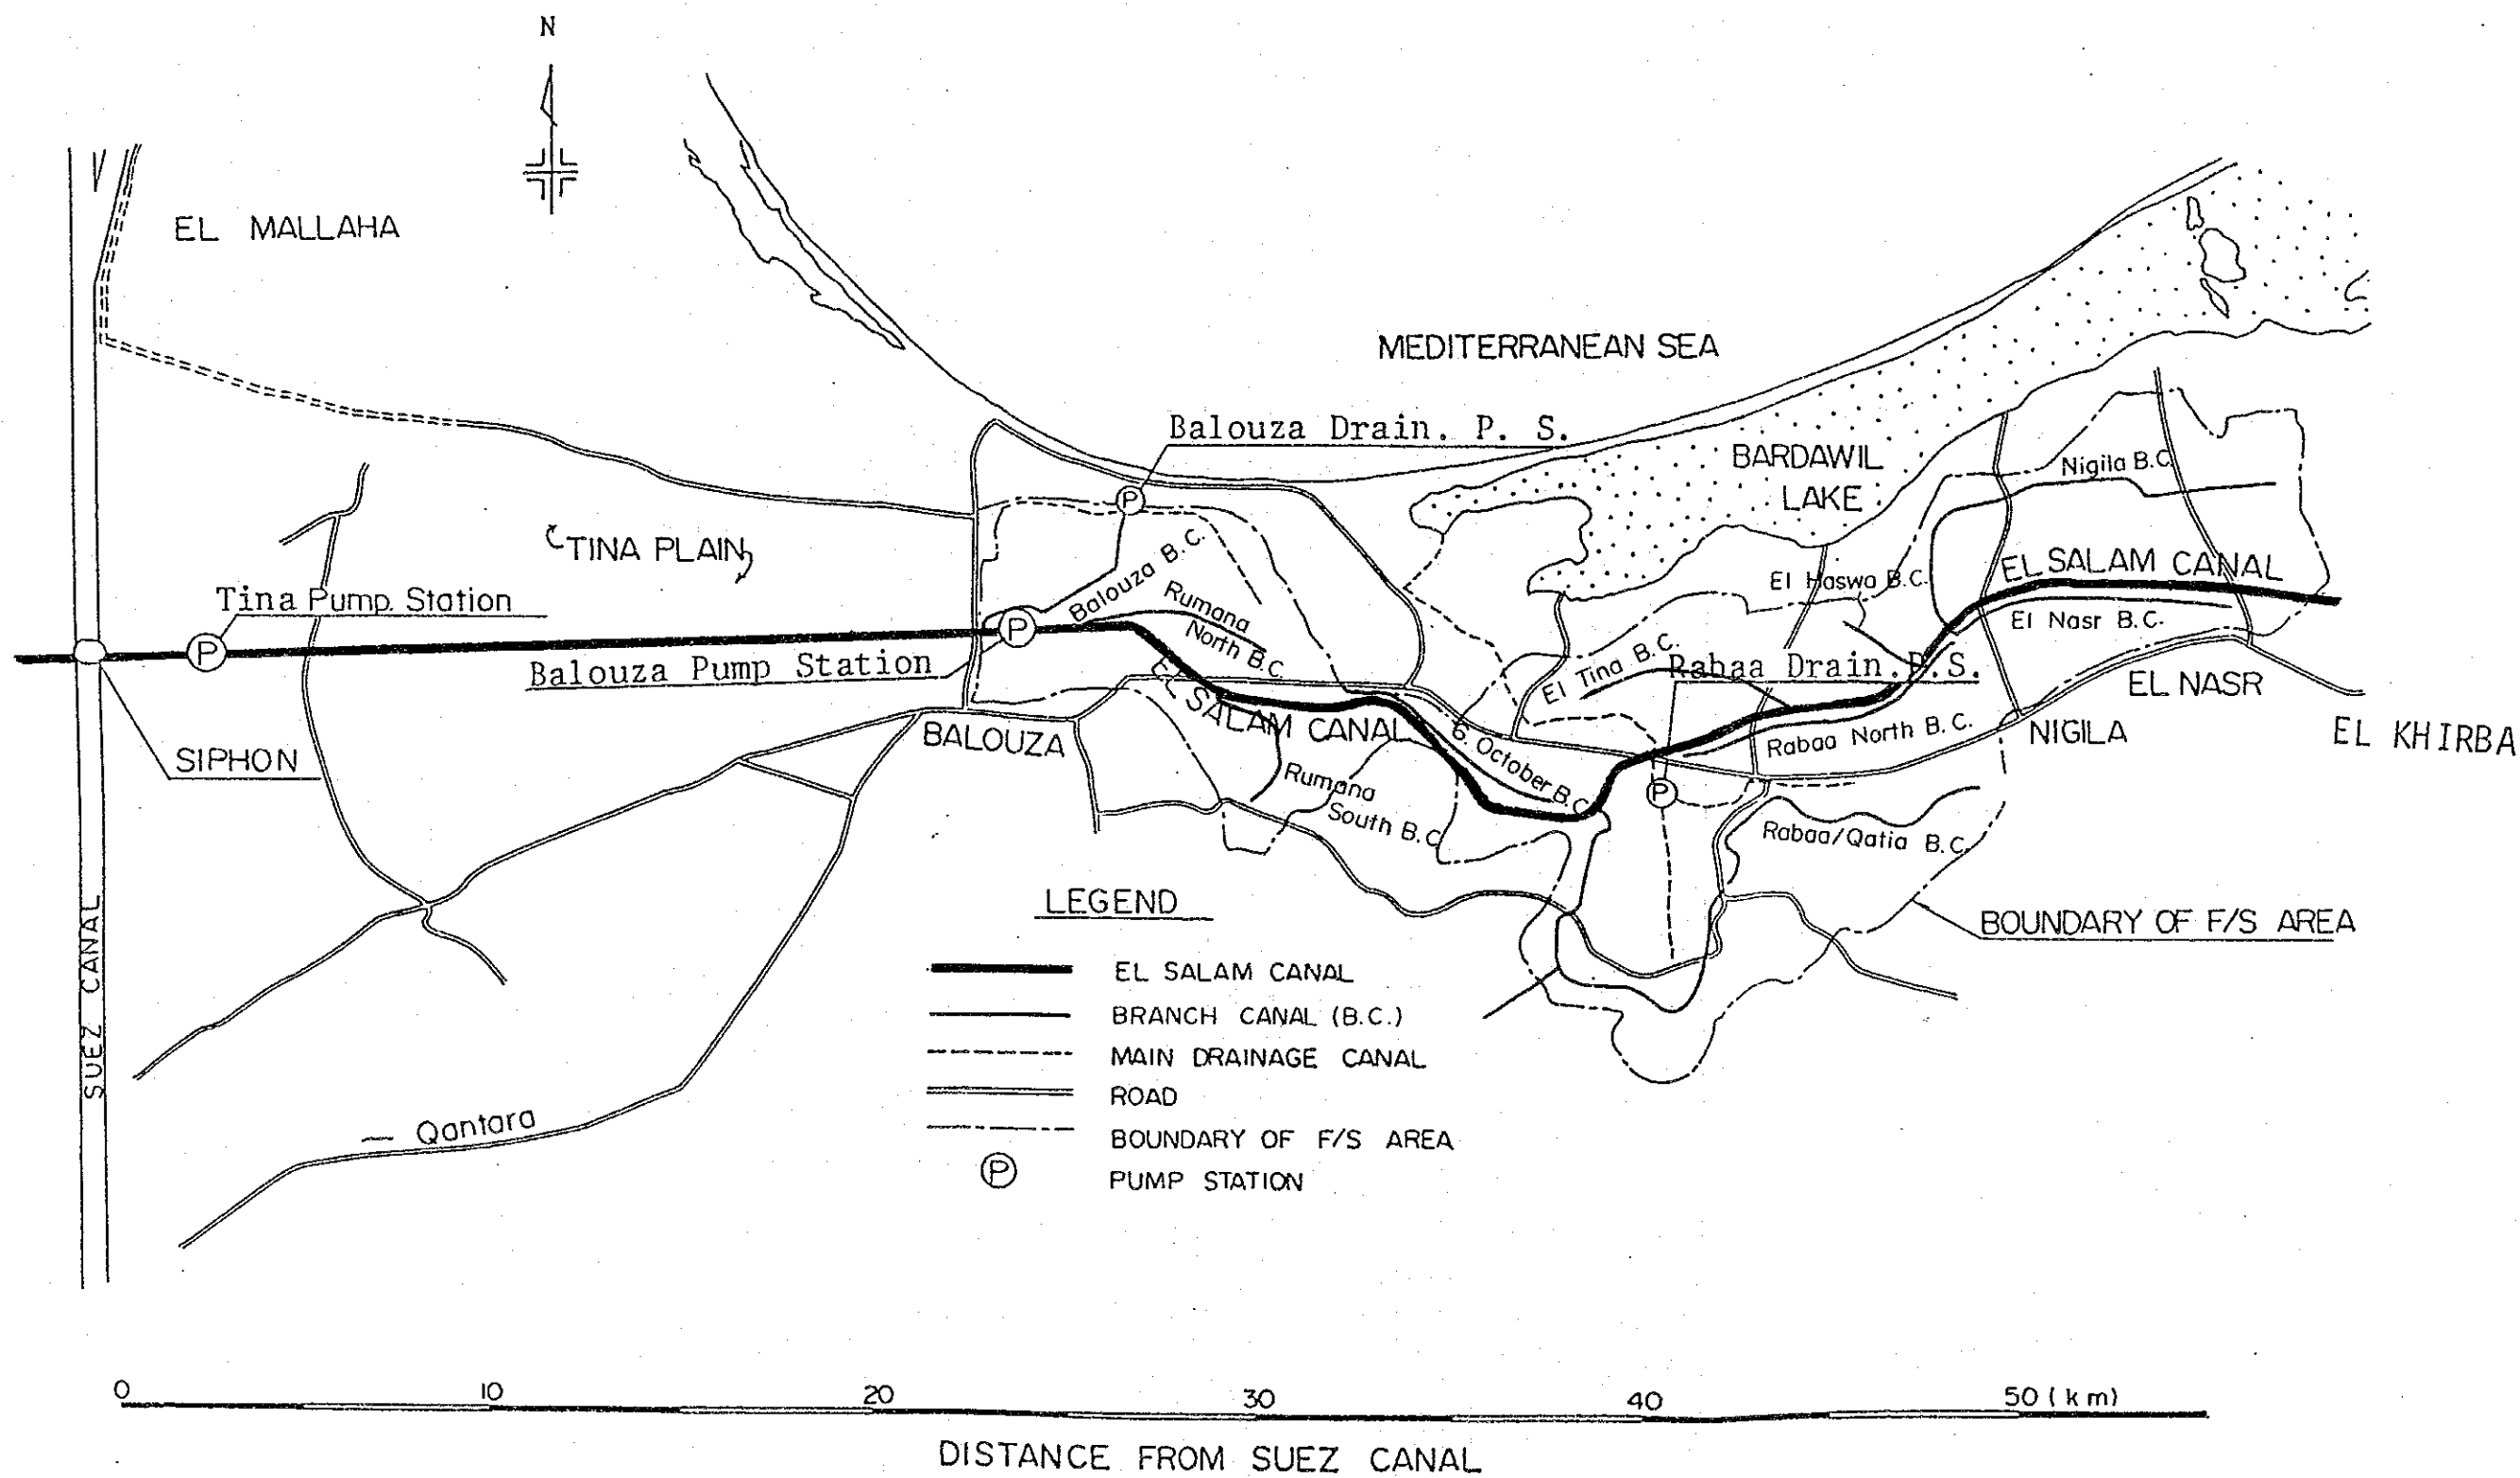 N
EL MALLAHA
MEDITERRANEAN SEA
Balouza Drain. P. S.
BARDAWIL
LAKE
Nigila B.C.
P
TINA PLAIN
Balouza B.C.
Rumana
North B.C.
El Haswa B.C.
EL SALAM CANAL
El Nasr B.C.
Tina Pump. Station
P
P
Balouza Pump Station
El Tina B.C.
Rabaa Drain. P.S.
EL NASR
SIPHON
BALOUZA
EL SALAM CANAL
6. October B.C.
Rabaa North B.C.
NIGILA
EL KHIRBA
P
Rumana
South B.C.
Rabaa/Qatia B.C.
BOUNDARY OF F/S AREA
SUEZ CANAL
Qantara
LEGEND
EL SALAM CANAL
BRANCH CANAL (B.C.)
MAIN DRAINAGE CANAL
ROAD
BOUNDARY OF F/S AREA
P PUMP STATION
0 10 20 30 40 50 (km)
DISTANCE FROM SUEZ CANAL